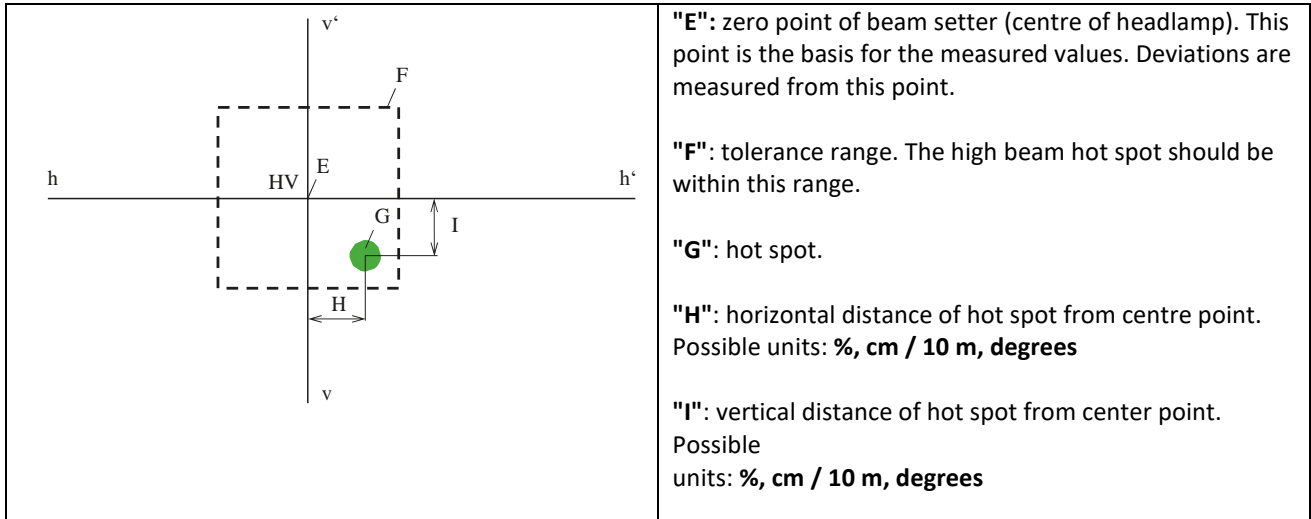 v‘
F
h
HV
E
h‘
G
I
H
v
"E": zero point of beam setter (centre of headlamp). This
point is the basis for the measured values. Deviations are
measured from this point.
"F": tolerance range. The high beam hot spot should be
within this range.
"G": hot spot.
"H": horizontal distance of hot spot from centre point.
Possible units: %, cm / 10 m, degrees
"I": vertical distance of hot spot from center point.
Possible
units: %, cm / 10 m, degrees